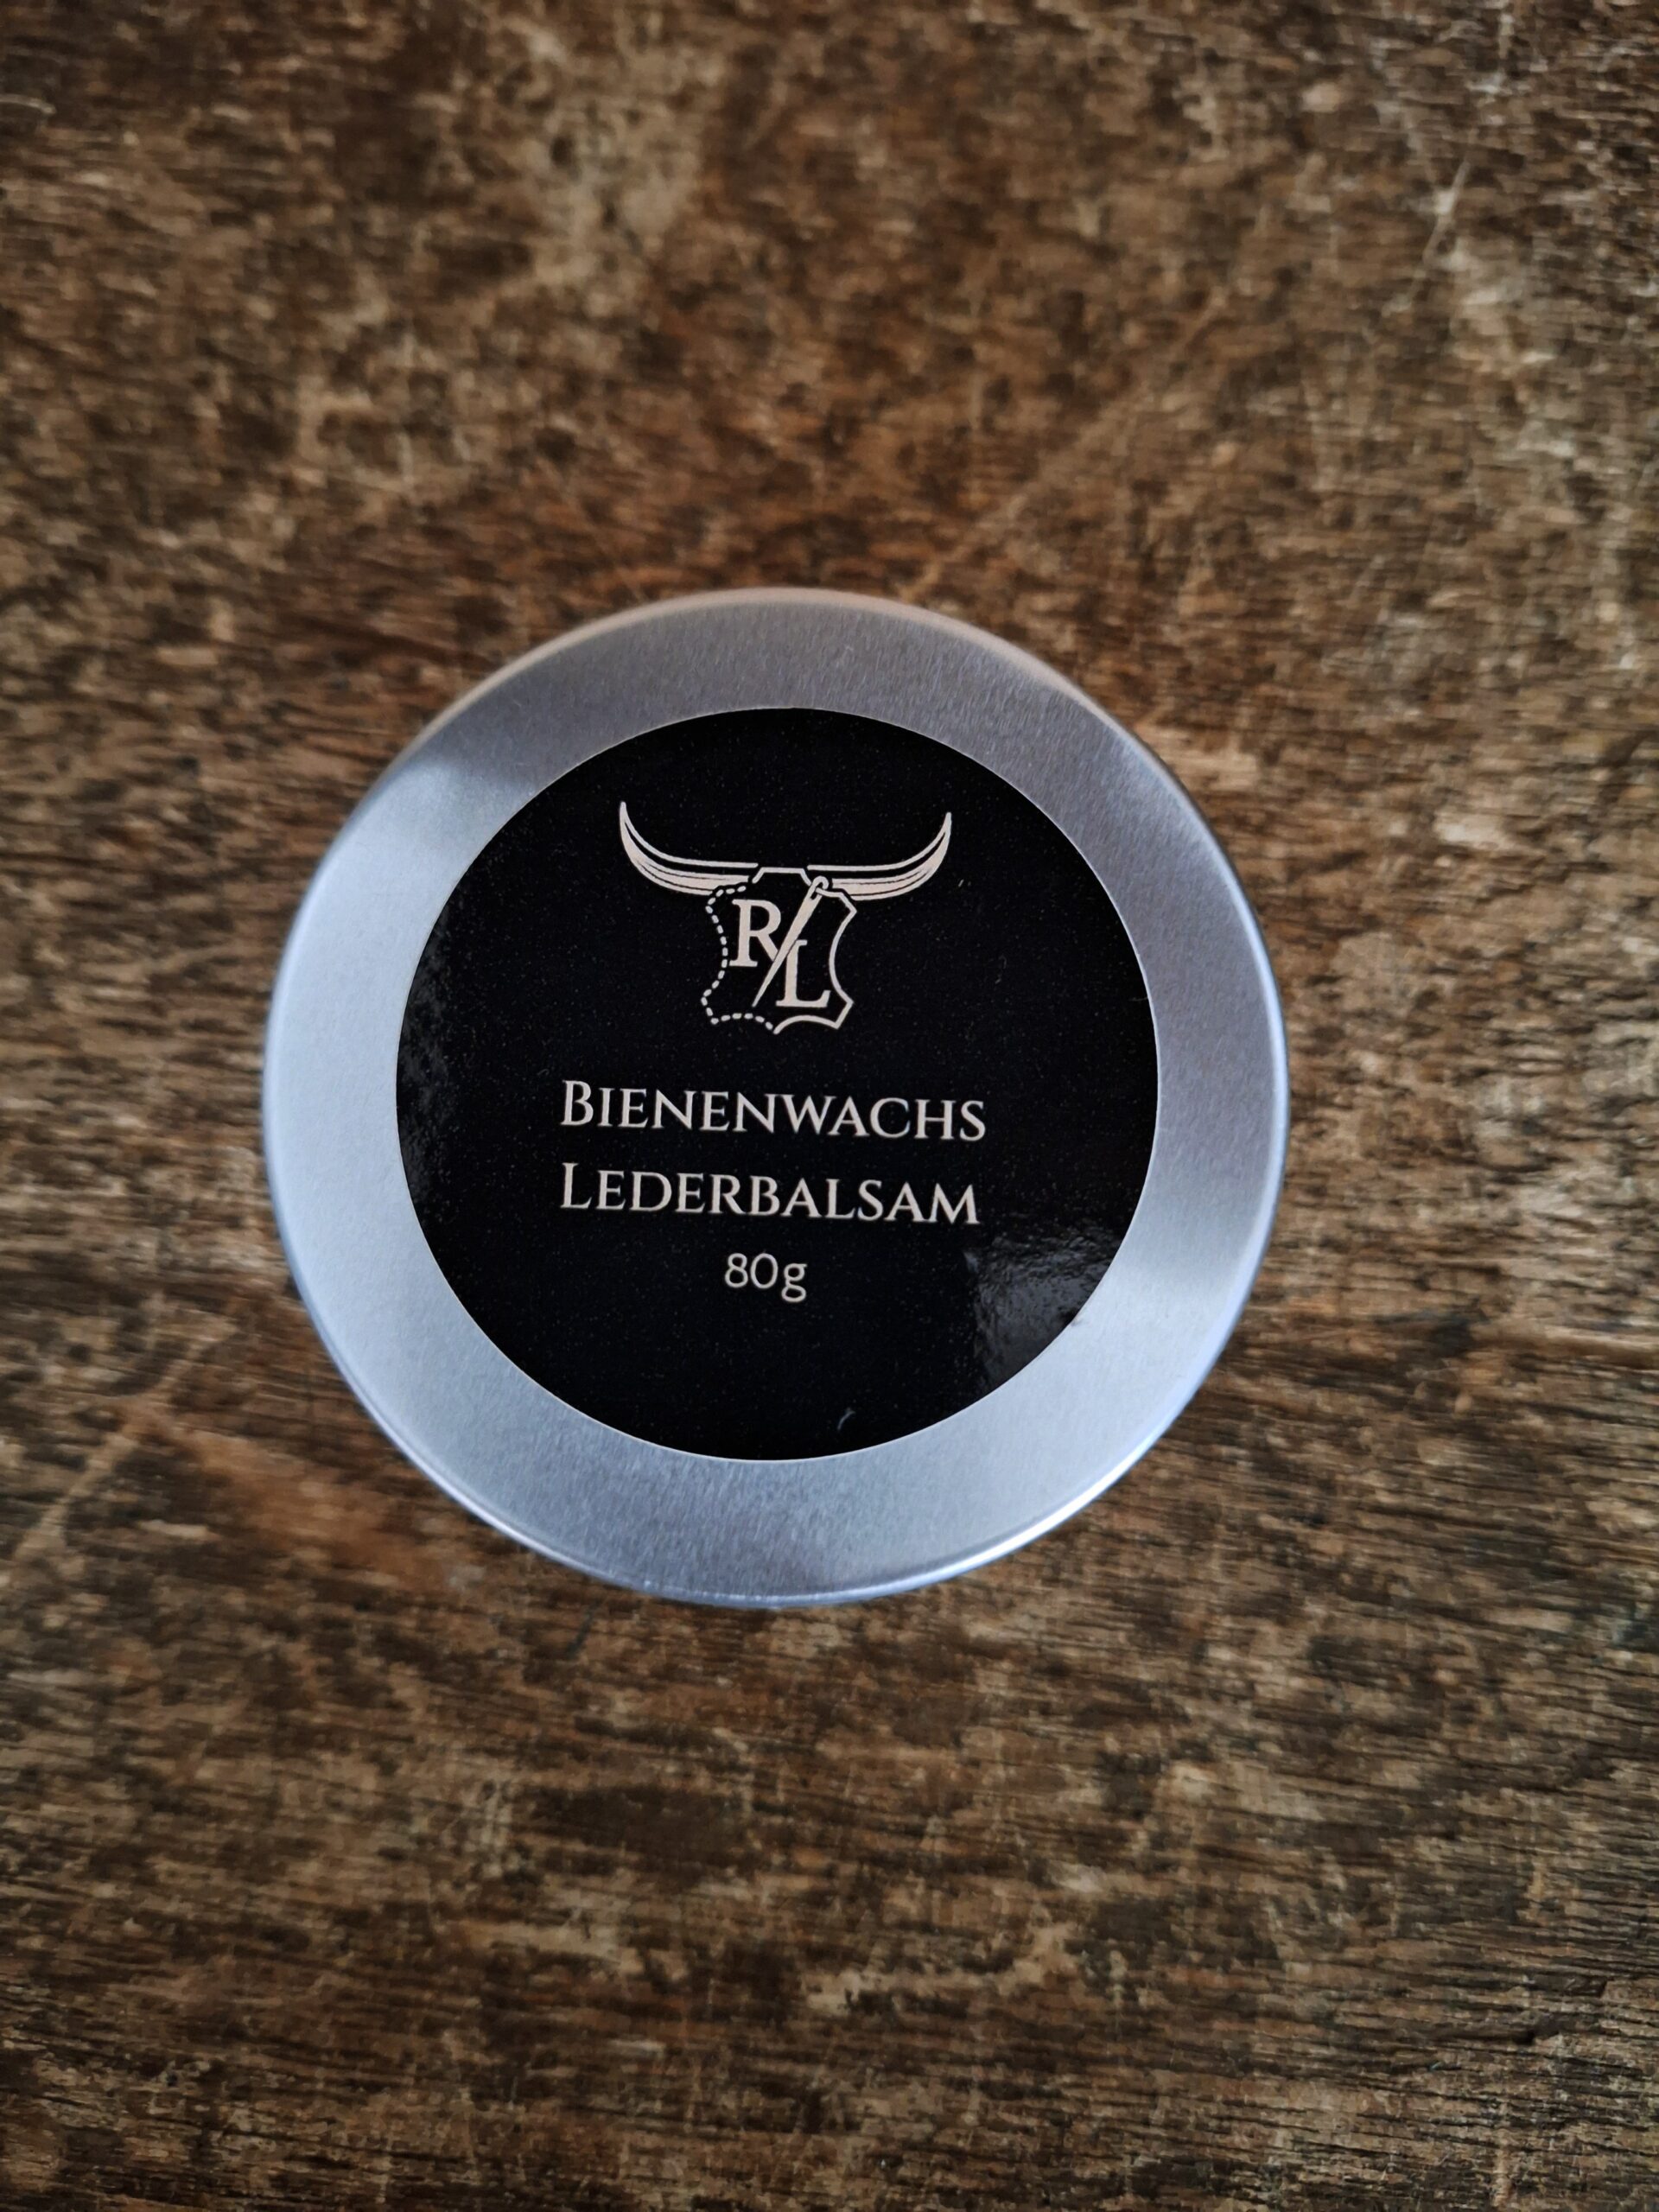 R/L
BIENENWACHS
LEDERBALSAM
80g